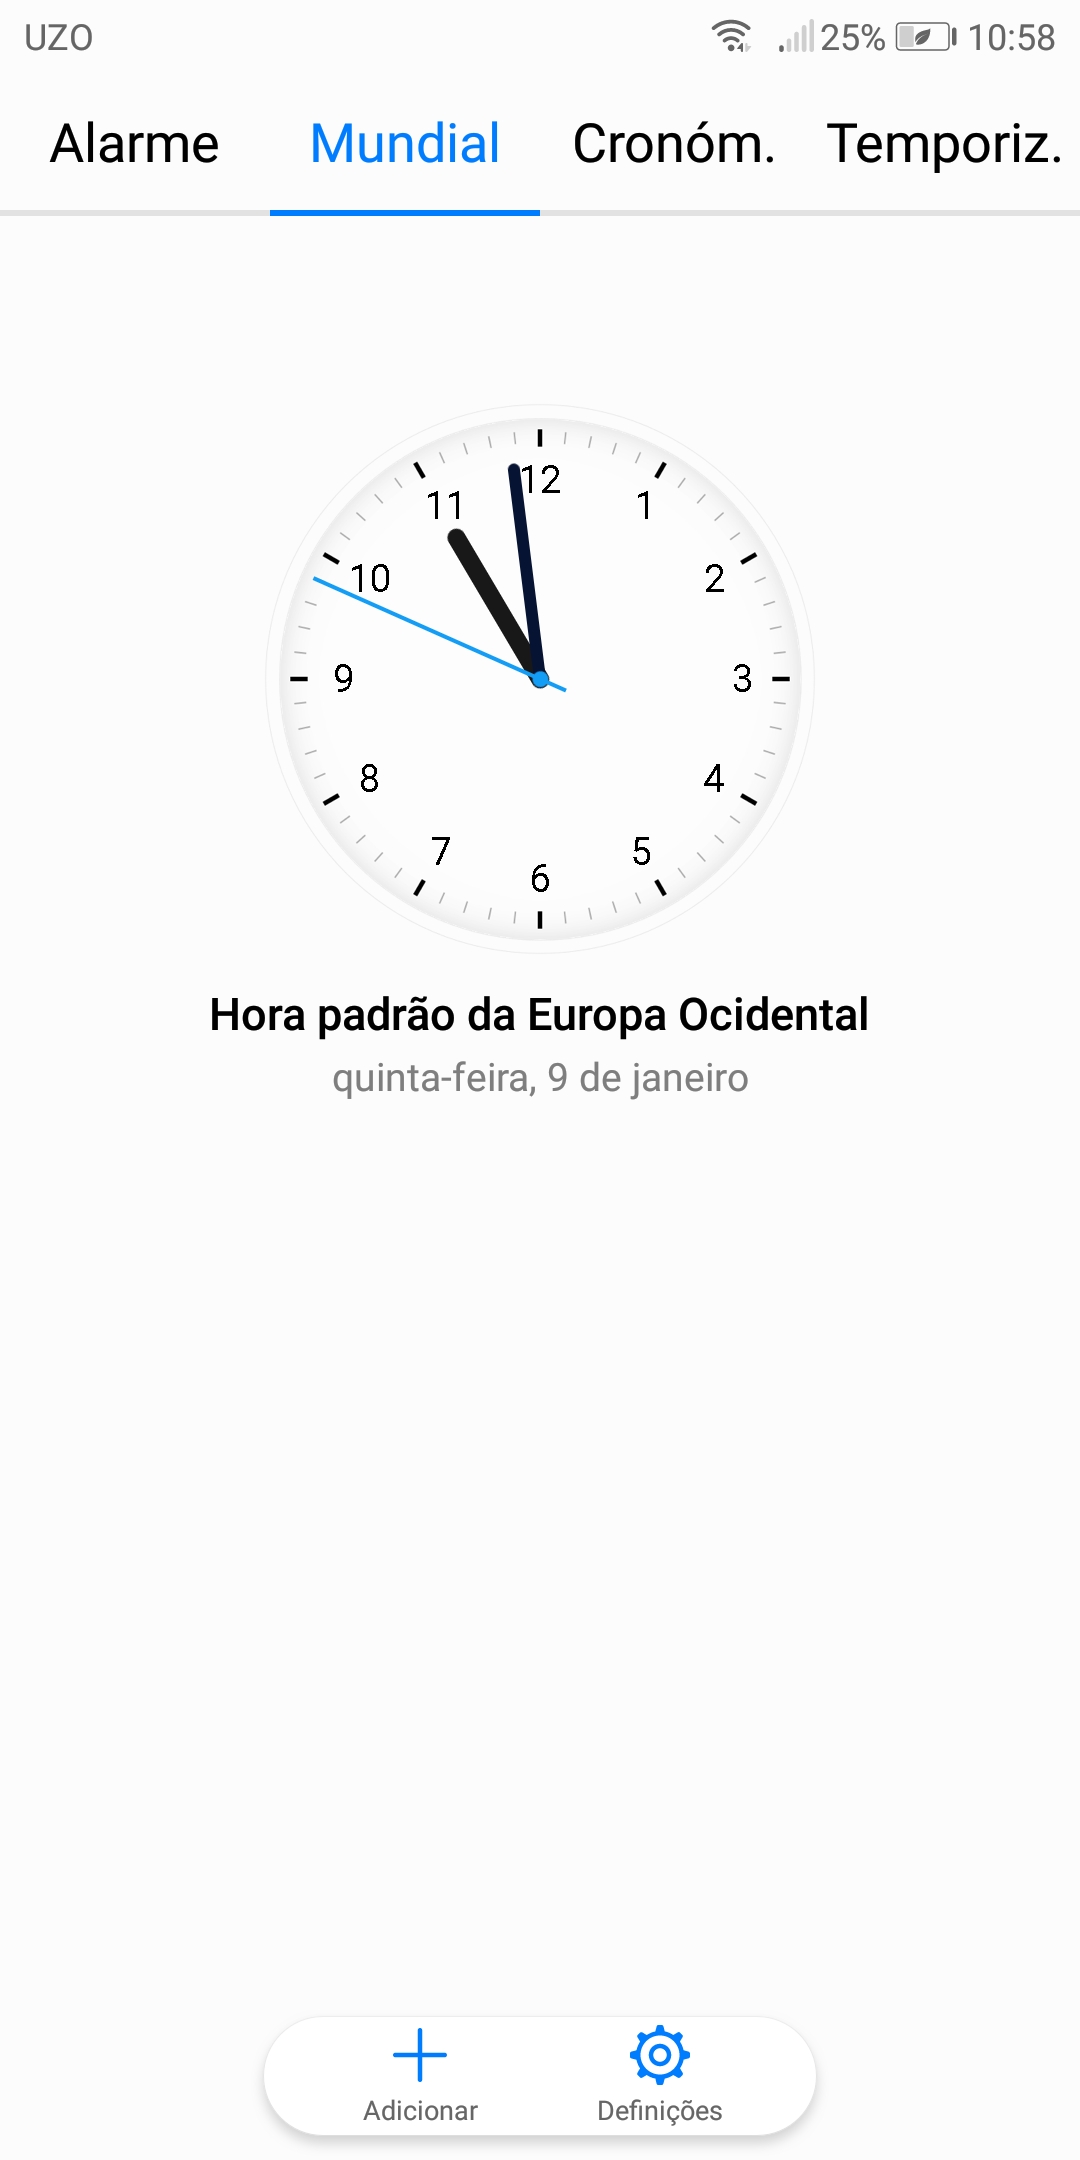 UZO 25% 10:58
Alarme Mundial Cronóm. Temporiz.
12
11 1
10 2
9 3
8 4
7 5
6
Hora padrão da Europa Ocidental
quinta-feira, 9 de janeiro
Adicionar Definições